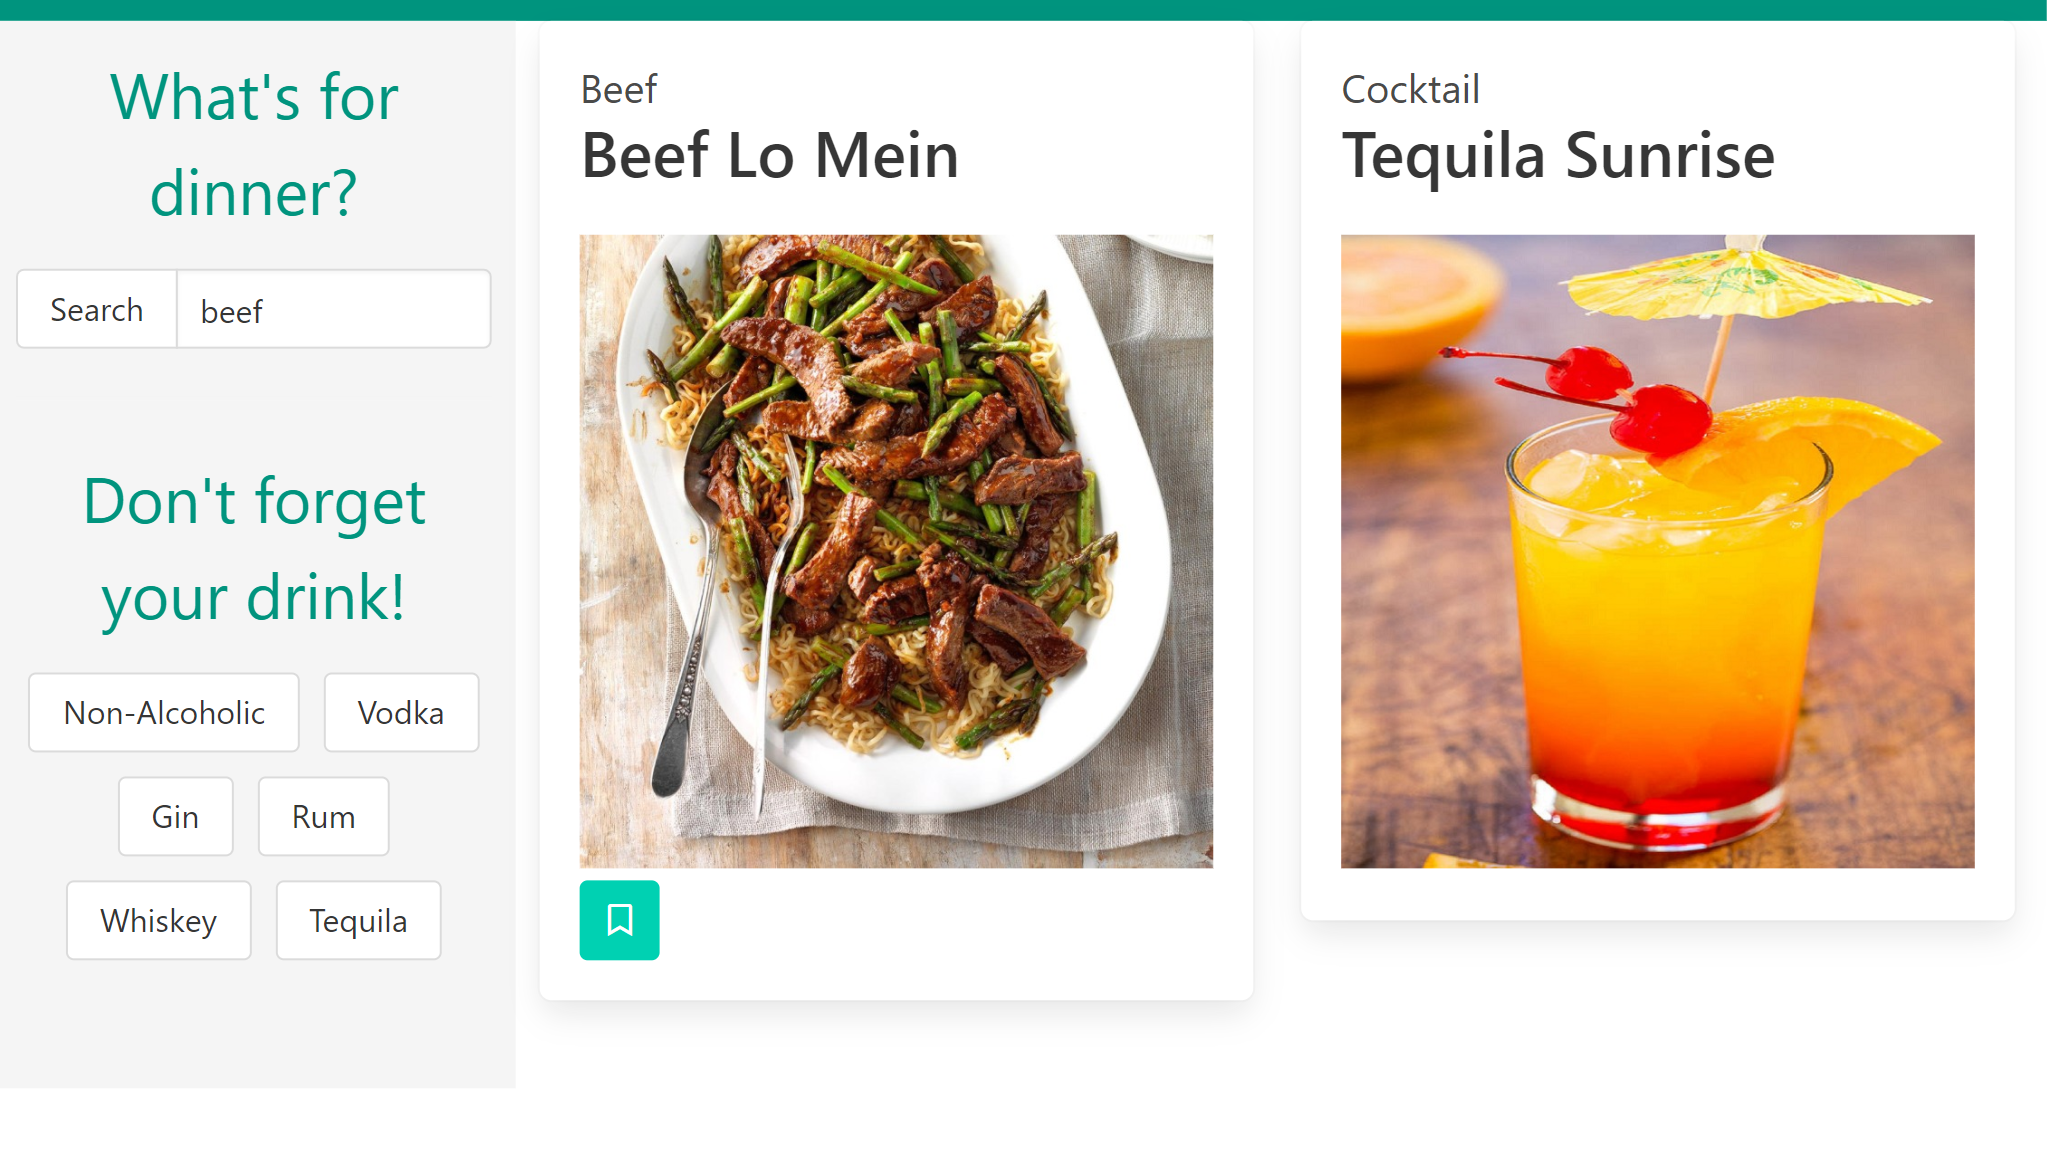 What's for
dinner?
Search
beef
Don't forget
your drink!
Non-Alcoholic
Vodka
Gin
Rum
Whiskey
Tequila
Beef
Beef Lo Mein
Cocktail
Tequila Sunrise